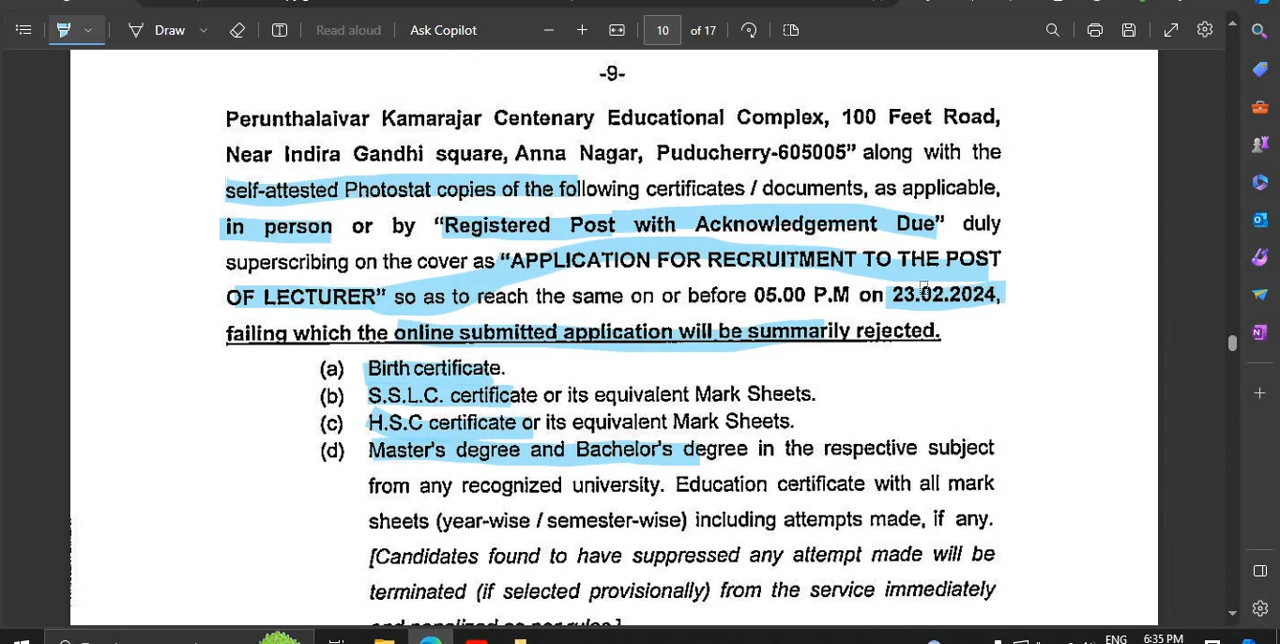 Draw
Read aloud
Ask Copilot
10
of 17
-9-
Perunthalaivar Kamarajar Centenary Educational Complex, 100 Feet Road,
Near Indira Gandhi square, Anna Nagar, Puducherry-605005” along with the
self-attested Photostat copies of the following certificates / documents, as applicable,
in person or by “Registered Post with Acknowledgement Due” duly
superscribing on the cover as “APPLICATION FOR RECRUITMENT TO THE POST
OF LECTURER” so as to reach the same on or before 05.00 P.M on 23.02.2024,
failing which the online submitted application will be summarily rejected.
(a) Birth certificate.
(b) S.S.L.C. certificate or its equivalent Mark Sheets.
(c) H.S.C certificate or its equivalent Mark Sheets.
(d) Master's degree and Bachelor's degree in the respective subject
from any recognized university. Education certificate with all mark
sheets (year-wise / semester-wise) including attempts made, if any.
[Candidates found to have suppressed any attempt made will be
terminated (if selected provisionally) from the service immediately
6:35 PM